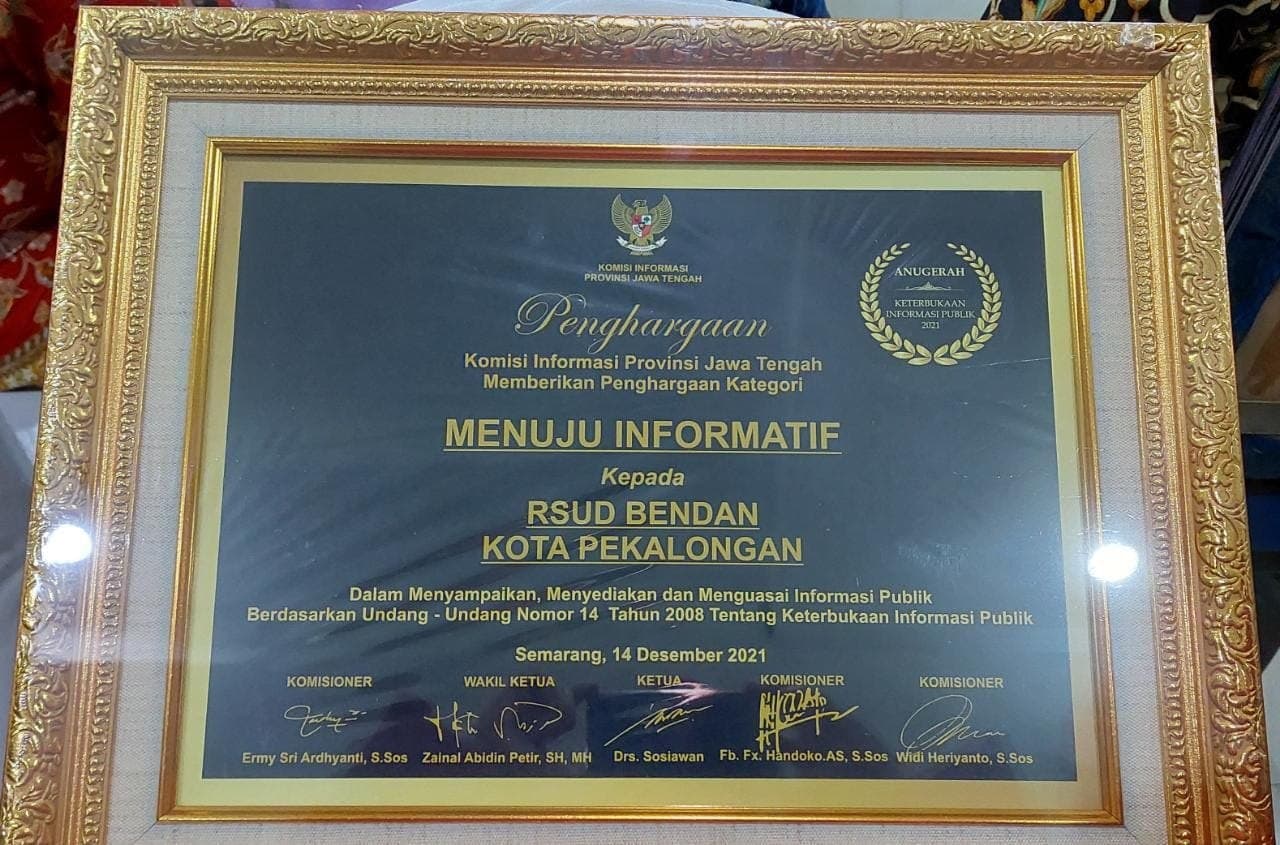 KOMISI INFORMASI
PROVINSI JAWA TENGAH
ANUGERAH
KETERBUKAAN
INFORMASI PUBLIK
2021
Penghargaan
Komisi Informasi Provinsi Jawa Tengah
Memberikan Penghargaan Kategori
MENUJU INFORMATIF
Kepada
RSUD BENDAN
KOTA PEKALONGAN
Dalam Menyampaikan, Menyediakan dan Menguasai Informasi Publik
Berdasarkan Undang - Undang Nomor 14 Tahun 2008 Tentang Keterbukaan Informasi Publik
Semarang, 14 Desember 2021
KOMISIONER WAKIL KETUA KETUA KOMISIONER KOMISIONER
Ermy Sri Ardhyanti, S.Sos Zainal Abidin Petir, SH, MH Drs. Sosiawan Fb. Fx. Handoko.AS, S.Sos Widi Heriyanto, S.Sos